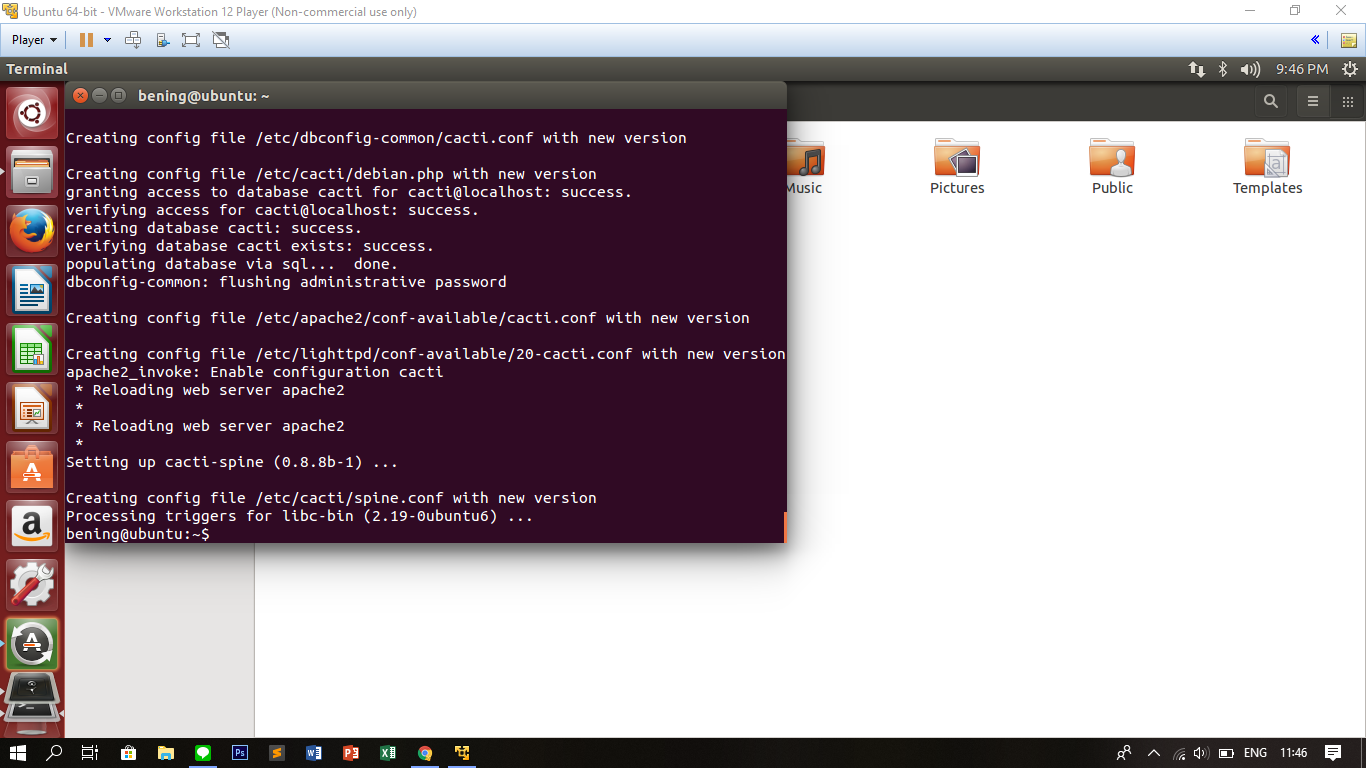 Ubuntu 64-bit - VMware Workstation 12 Player (Non-commercial use only)
Player
Terminal
9:46 PM
bening@ubuntu: ~
Creating config file /etc/dbconfig-common/cacti.conf with new version
Creating config file /etc/cacti/debian.php with new version
granting access to database cacti for cacti@localhost: success.
verifying access for cacti@localhost: success.
creating database cacti: success.
verifying database cacti exists: success.
populating database via sql...  done.
dbconfig-common: flushing administrative password
Creating config file /etc/apache2/conf-available/cacti.conf with new version
Creating config file /etc/lighttpd/conf-available/20-cacti.conf with new version
apache2_invoke: Enable configuration cacti
 * Reloading web server apache2
 *
 * Reloading web server apache2
 *
Setting up cacti-spine (0.8.8b-1) ...
Creating config file /etc/cacti/spine.conf with new version
Processing triggers for libc-bin (2.19-0ubuntu6) ...
bening@ubuntu:~$
Music
Pictures
Public
Templates
ENG
11:46